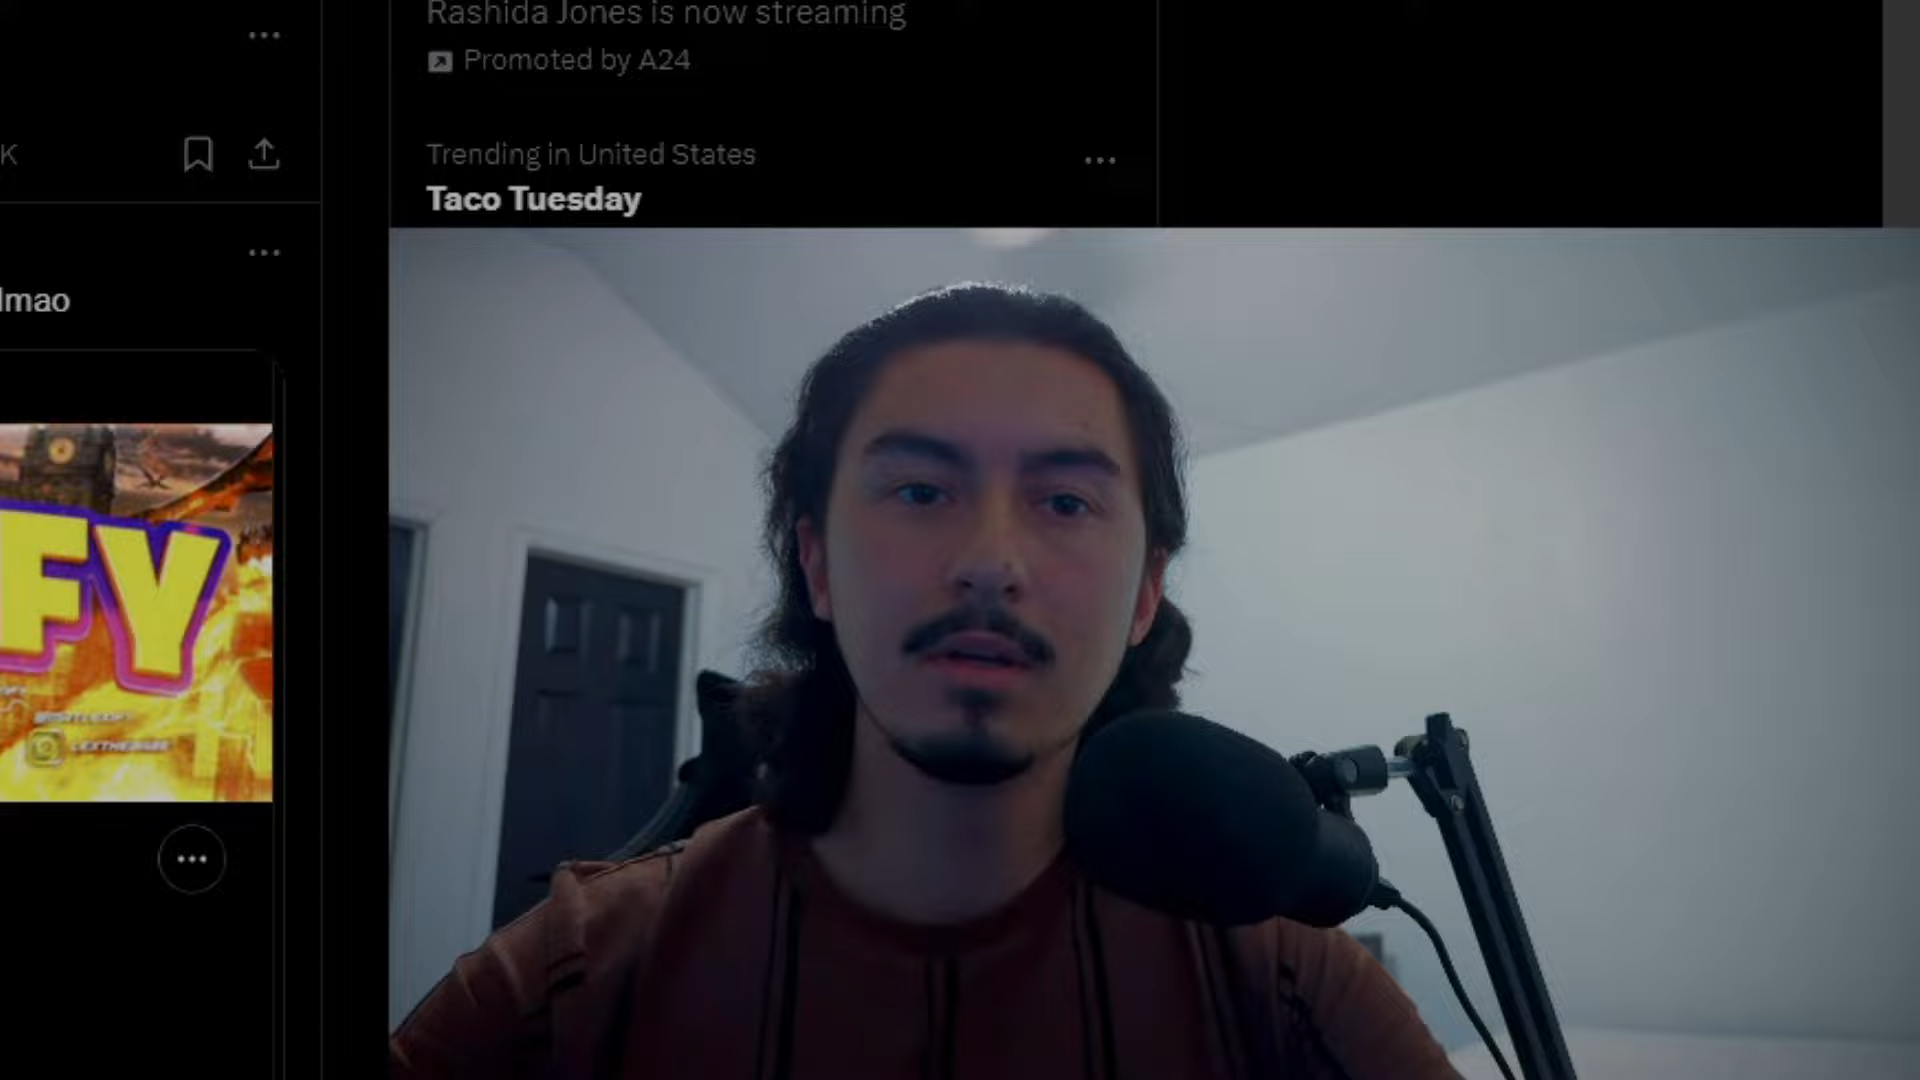 Rashida Jones is now streaming
Promoted by A24
Trending in United States
Taco Tuesday
K
lmao
FY